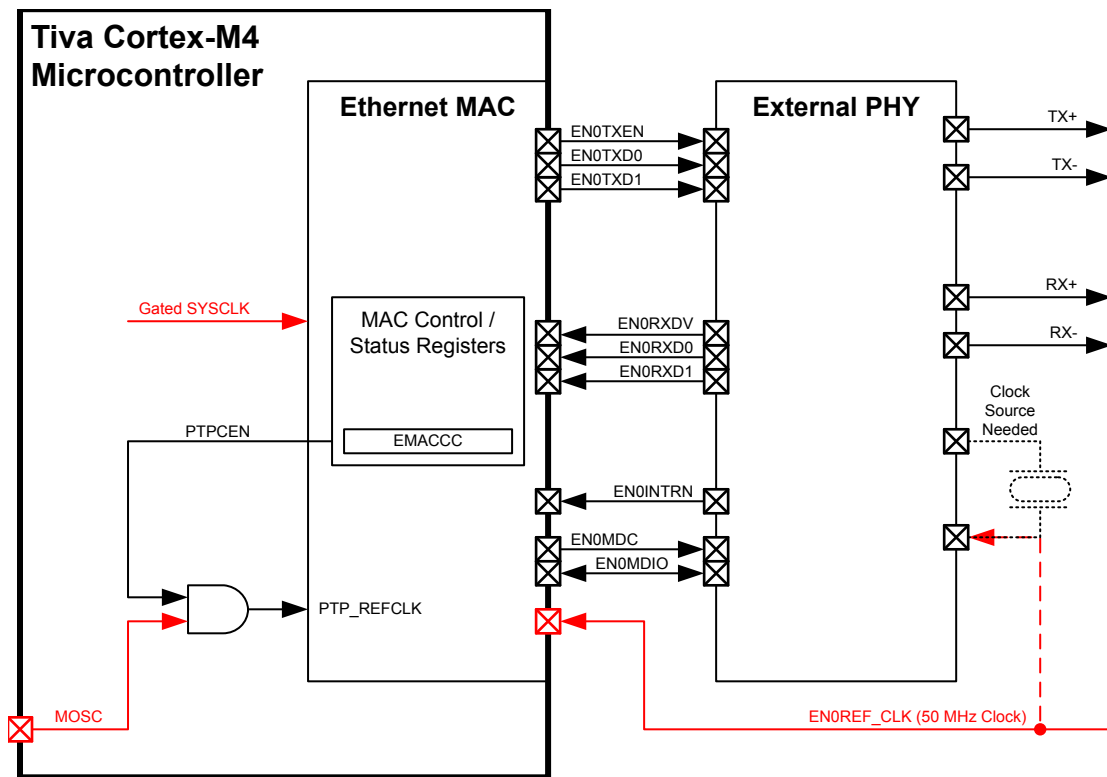 Tiva Cortex-M4
Microcontroller
Ethernet MAC
External PHY
EN0TXEN
EN0TXD0
EN0TXD1
TX+
TX-
Gated SYSCLK
MAC Control /
Status Registers
EMACCC
EN0RXDV
EN0RXD0
EN0RXD1
RX+
RX-
Clock
Source
Needed
PTPCEN
EN0INTRN
EN0MDC
EN0MDIO
PTP_REFCLK
MOSC
EN0REF_CLK (50 MHz Clock)